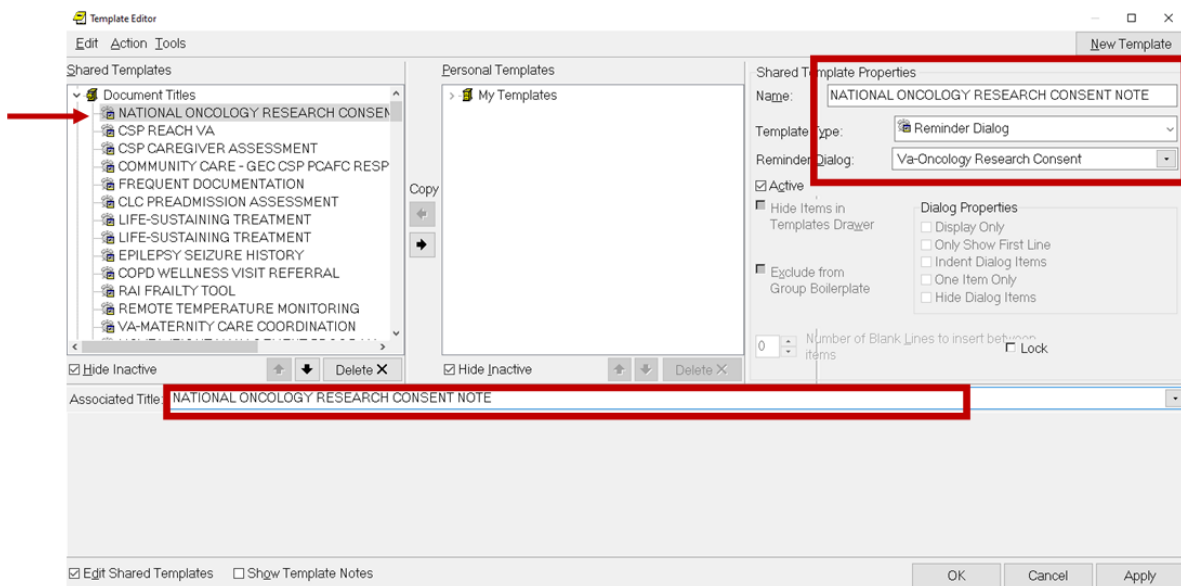 Template Editor
Edit Action Tools
New Template
Shared Templates
Document Titles
NATIONAL ONCOLOGY RESEARCH CONSEN
CSP REACH VA
CSP CAREGIVER ASSESSMENT
COMMUNITY CARE - GEC CSP PCAFC RESP
FREQUENT DOCUMENTATION
CLC PREADMISSION ASSESSMENT
LIFE-SUSTAINING TREATMENT
LIFE-SUSTAINING TREATMENT
EPILEPSY SEIZURE HISTORY
COPD WELLNESS VISIT REFERRAL
RAI FRAILTY TOOL
REMOTE TEMPERATURE MONITORING
VA-MATERNITY CARE COORDINATION
Hide Inactive
Delete
Copy
Personal Templates
My Templates
Hide Inactive
Delete
Shared Template Properties
Name: NATIONAL ONCOLOGY RESEARCH CONSENT NOTE
Template Type: Reminder Dialog
Reminder Dialog: Va-Oncology Research Consent
Active
Hide Items in
Templates Drawer
Exclude from
Group Boilerplate
Dialog Properties
Display Only
Only Show First Line
Indent Dialog Items
One Item Only
Hide Dialog Items
0 Number of Blank Lines to insert between
items
Lock
Associated Title: NATIONAL ONCOLOGY RESEARCH CONSENT NOTE
Edit Shared Templates Show Template Notes
OK Cancel Apply